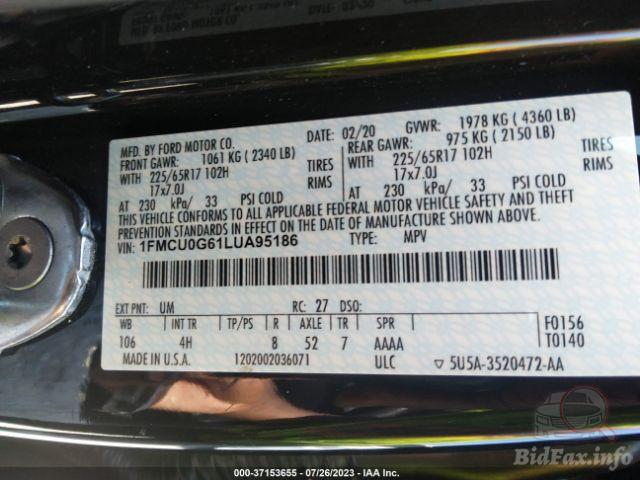 MFD. BY FORD MOTOR CO.
DATE: 02/20
GVWR: 1978 KG ( 4360 LB)
FRONT GAWR: 1061 KG ( 2340 LB)
REAR GAWR: 975 KG ( 2150 LB)
WITH 225/65R17 102H TIRES
WITH 225/65R17 102H TIRES
17x7.0J RIMS
17x7.0J RIMS
AT 230 kPa/ 33 PSI COLD
AT 230 kPa/ 33 PSI COLD
THIS VEHICLE CONFORMS TO ALL APPLICABLE FEDERAL MOTOR VEHICLE SAFETY AND THEFT
PREVENTION STANDARDS IN EFFECT ON THE DATE OF MANUFACTURE SHOWN ABOVE.
VIN: 1FMCU0G61LUA95186
TYPE: MPV
EXT PNT: UM RC: 27 DSO:
WB INT TR TP/PS R AXLE TR SPR F0156
106 4H 8 52 7 AAAA T0140
MADE IN U.S.A. 1202002036071 ULC ▽ 5U5A-3520472-AA
BidFax.info
000-37153655 / 07/26/2023 - IAA Inc.